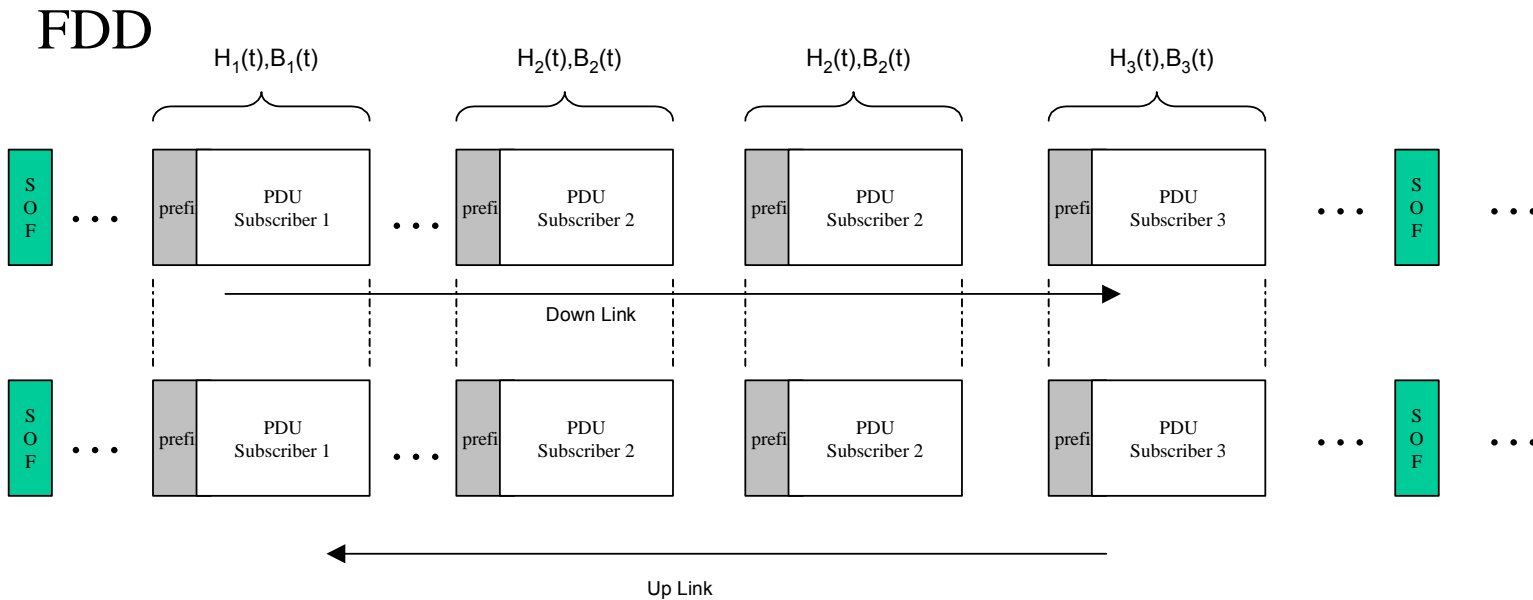 FDD
H1(t),B1(t)
H2(t),B2(t)
H2(t),B2(t)
H3(t),B3(t)
S
O
F
...
prefi
PDU
Subscriber 1
...
prefi
PDU
Subscriber 2
prefi
PDU
Subscriber 2
prefi
PDU
Subscriber 3
...
S
O
F
...
Down Link
S
O
F
...
prefi
PDU
Subscriber 1
...
prefi
PDU
Subscriber 2
prefi
PDU
Subscriber 2
prefi
PDU
Subscriber 3
...
S
O
F
...
Up Link